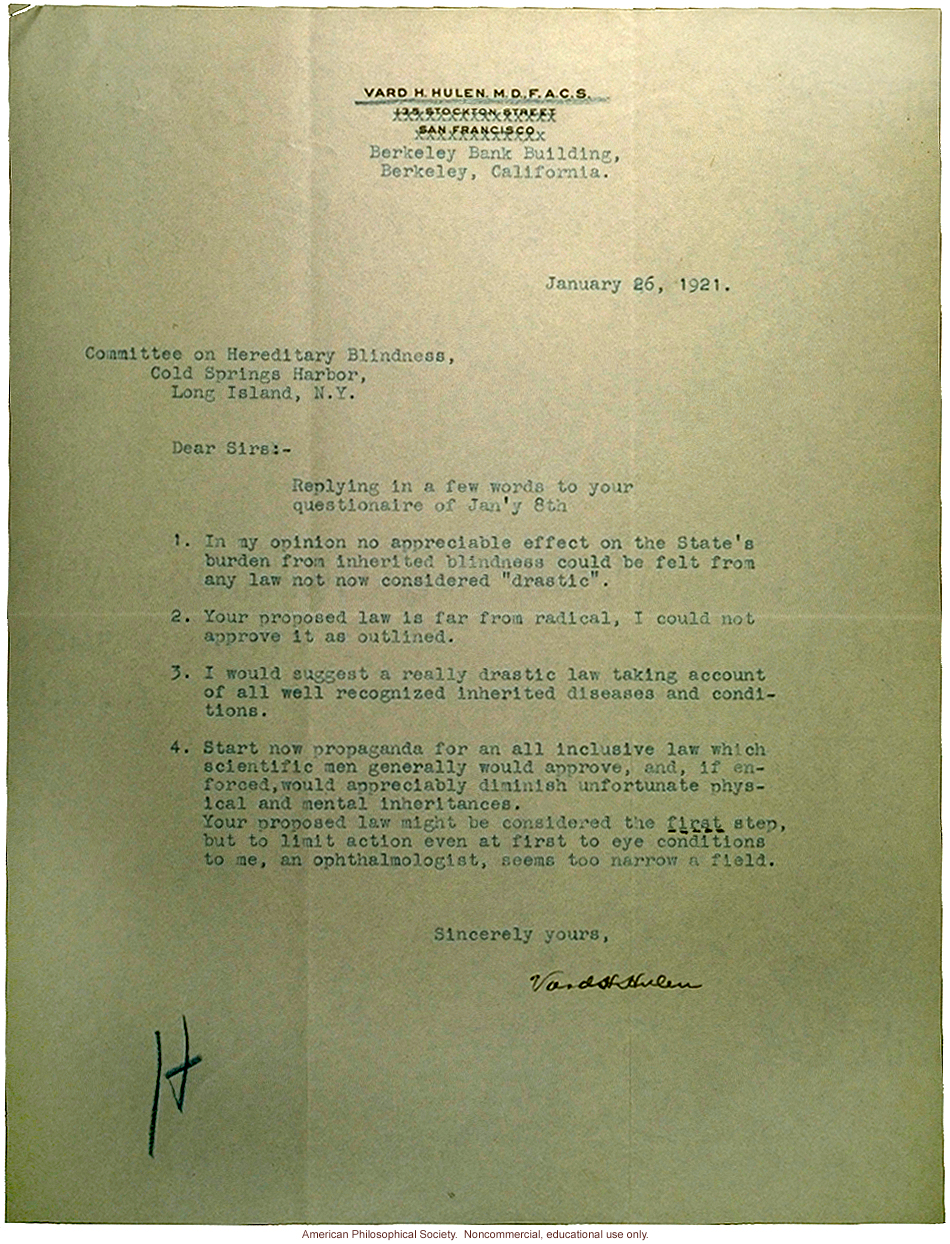 VARD H. HULEN, M.D., F.A.C.S.
135 STOCKTON STREET
SAN FRANCISCO
Berkeley Bank Building,
Berkeley, California.
January 26, 1921.
Committee on Hereditary Blindness,
Cold Springs Harbor,
Long Island, N.Y.
Dear Sirs:-
Replying in a few words to your
questionaire of Jan'y 8th
1. In my opinion no appreciable effect on the State's
burden from inherited blindness could be felt from
any law not now considered "drastic".
2. Your proposed law is far from radical, I could not
approve it as outlined.
3. I would suggest a really drastic law taking account
of all well recognized inherited diseases and condi-
tions.
4. Start now propaganda for an all inclusive law which
scientific men generally would approve, and, if en-
forced,would appreciably diminish unfortunate phys-
ical and mental inheritances.
Your proposed law might be considered the first step,
but to limit action even at first to eye conditions
to me, an ophthalmologist, seems too narrow a field.
Sincerely yours,
Vard H. Hulen
H
American Philosophical Society. Noncommercial, educational use only.